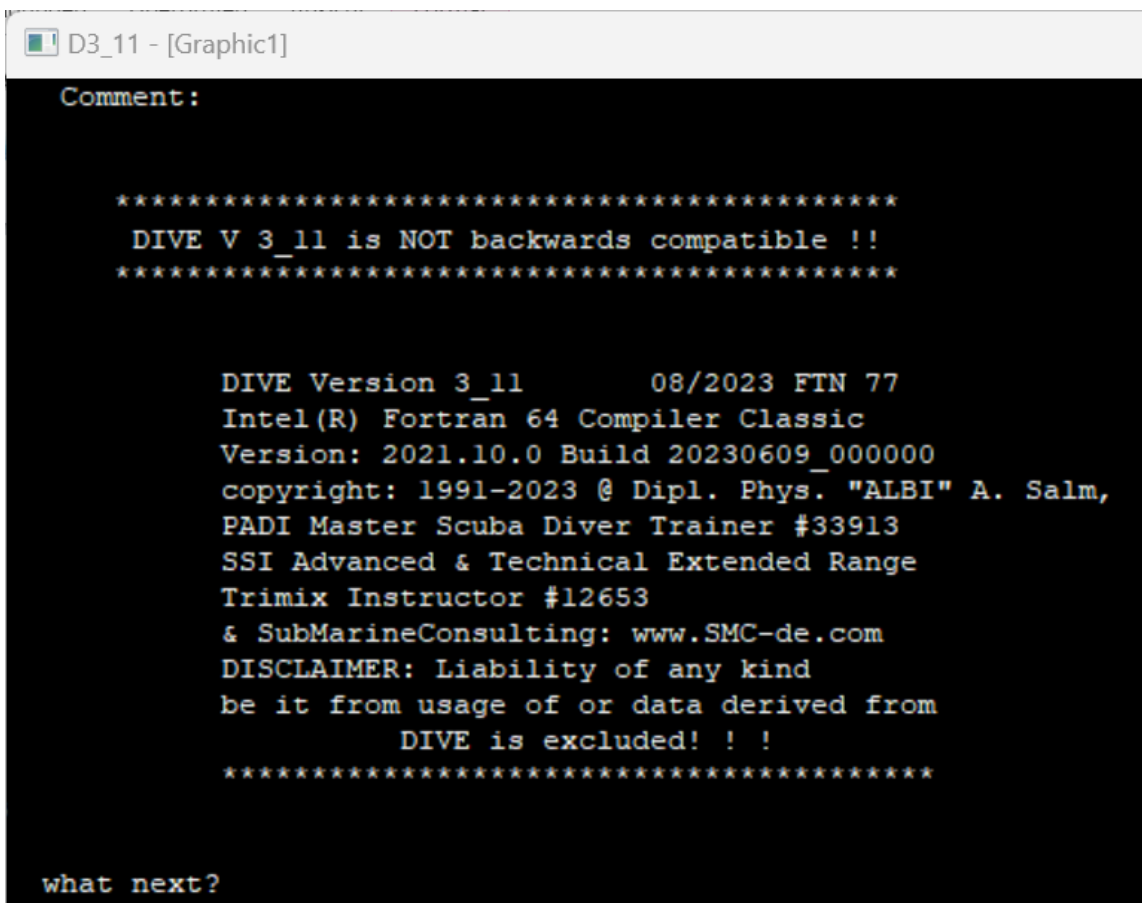 D3_11 - [Graphic1]
Comment:
********************************************
DIVE V 3_11 is NOT backwards compatible !!
********************************************
DIVE Version 3_11 08/2023 FTN 77
Intel(R) Fortran 64 Compiler Classic
Version: 2021.10.0 Build 20230609_000000
copyright: 1991-2023 @ Dipl. Phys. "ALBI" A. Salm,
PADI Master Scuba Diver Trainer #33913
SSI Advanced & Technical Extended Range
Trimix Instructor #12653
& SubMarineConsulting: www.SMC-de.com
DISCLAIMER: Liability of any kind
be it from usage of or data derived from
DIVE is excluded! ! !
****************************************
what next?